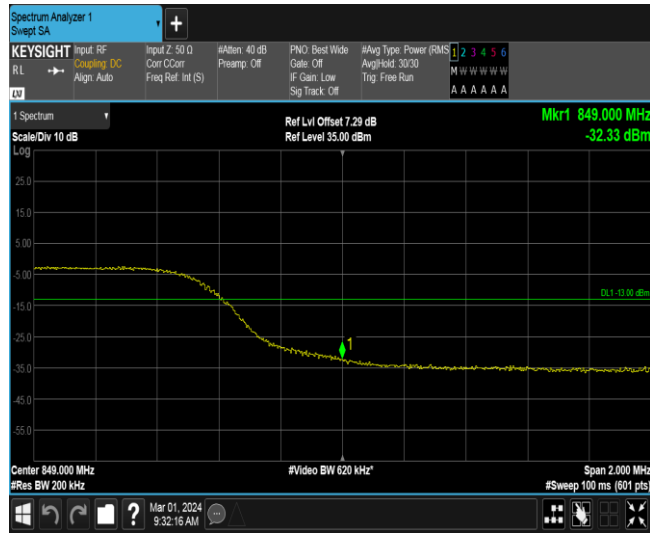 Spectrum Analyzer 1
Swept SA
+
KEYSIGHT Input: RF Input Z: 50 Ω #Atten: 40 dB PNO: Best Wide #Avg Type: Power (RMS 1 2 3 4 5 6
RL Coupling: DC Corr CCorr Preamp: Off Gate: Off Avg|Hold: 30/30 M W W W W W
Align: Auto Freq Ref: Int (S) IF Gain: Low Trig: Free Run
LXI Sig Track: Off A A A A A A
1 Spectrum Ref Lvl Offset 7.29 dB Mkr1 849.000 MHz
Scale/Div 10 dB Ref Level 35.00 dBm -32.33 dBm
Log
25.0
15.0
5.00
-5.00
DL1 -13.00 dBm
-15.0
-25.0
1
-35.0
-45.0
-55.0
Center 849.000 MHz #Video BW 620 kHz* Span 2.000 MHz
#Res BW 200 kHz #Sweep 100 ms (601 pts)
? Mar 01, 2024
9:32:16 AM